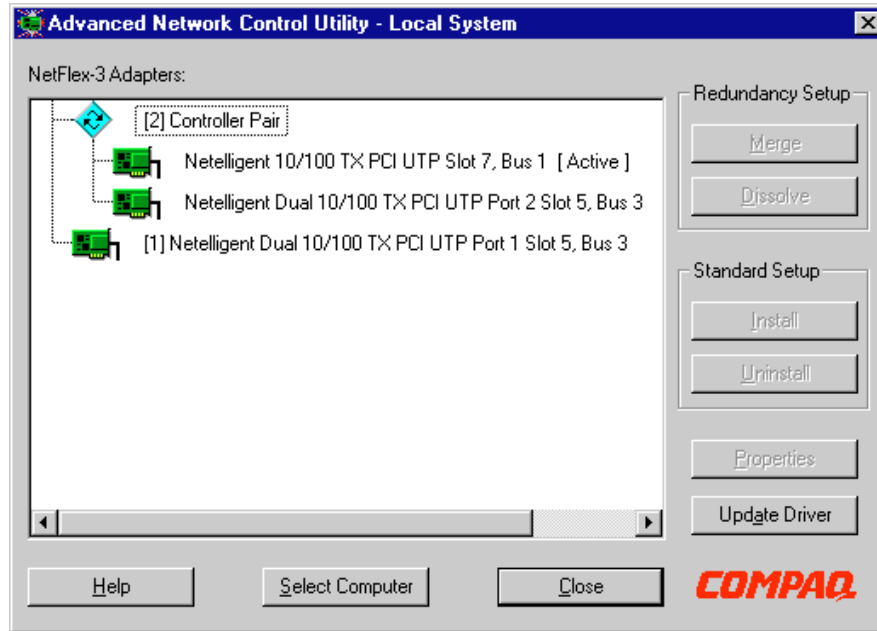 Advanced Network Control Utility - Local System
NetFlex-3 Adapters:
[2] Controller Pair
Netelligent 10/100 TX PCI UTP Slot 7, Bus 1 [ Active ]
Netelligent Dual 10/100 TX PCI UTP Port 2 Slot 5, Bus 3
[1] Netelligent Dual 10/100 TX PCI UTP Port 1 Slot 5, Bus 3
Redundancy Setup
Merge
Dissolve
Standard Setup
Install
Uninstall
Properties
Update Driver
Help
Select Computer
Close
COMPAQ